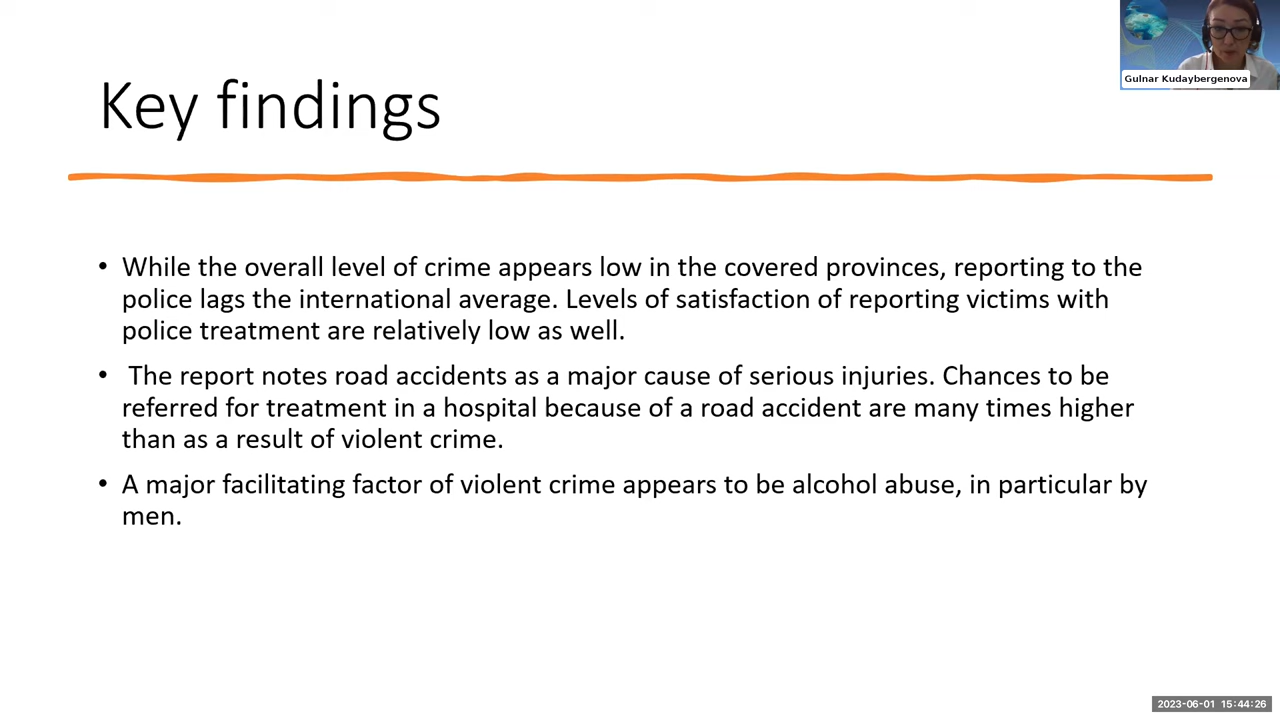 Gulnar Kudaybergenova
Key findings
• While the overall level of crime appears low in the covered provinces, reporting to the
police lags the international average. Levels of satisfaction of reporting victims with
police treatment are relatively low as well.
• The report notes road accidents as a major cause of serious injuries. Chances to be
referred for treatment in a hospital because of a road accident are many times higher
than as a result of violent crime.
• A major facilitating factor of violent crime appears to be alcohol abuse, in particular by
men.
2023-06-01 15:44:26